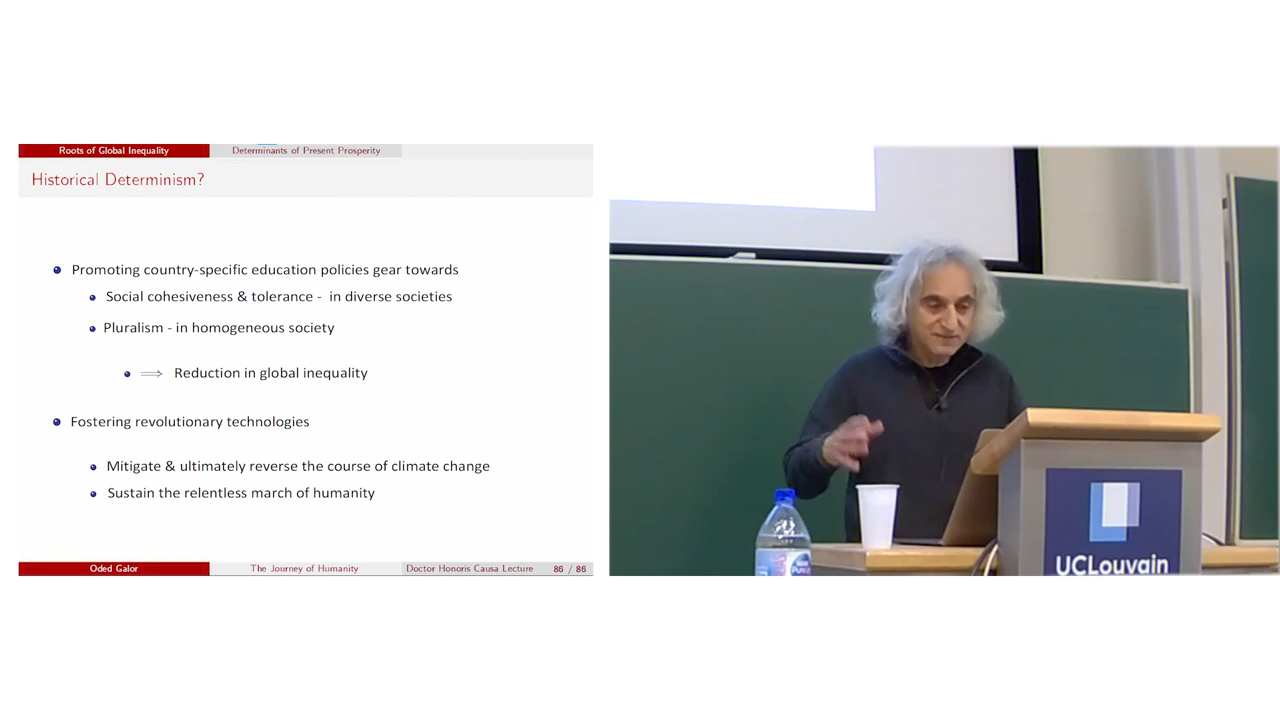 Roots of Global Inequality
Determinants of Present Prosperity
Historical Determinism?
Promoting country-specific education policies gear towards
Social cohesiveness & tolerance - in diverse societies
Pluralism - in homogeneous society
⟹ Reduction in global inequality
Fostering revolutionary technologies
Mitigate & ultimately reverse the course of climate change
Sustain the relentless march of humanity
Oded Galor
The Journey of Humanity
Doctor Honoris Causa Lecture
86 / 86
UCLouvain